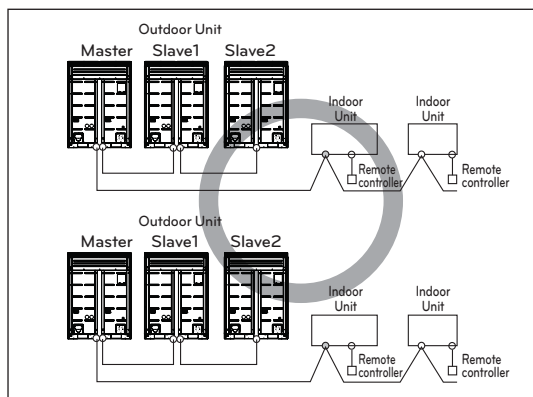 Outdoor Unit
Master Slave1 Slave2
Indoor Unit
Indoor Unit
Remote controller
Remote controller
Outdoor Unit
Master Slave1 Slave2
Indoor Unit
Indoor Unit
Remote controller
Remote controller